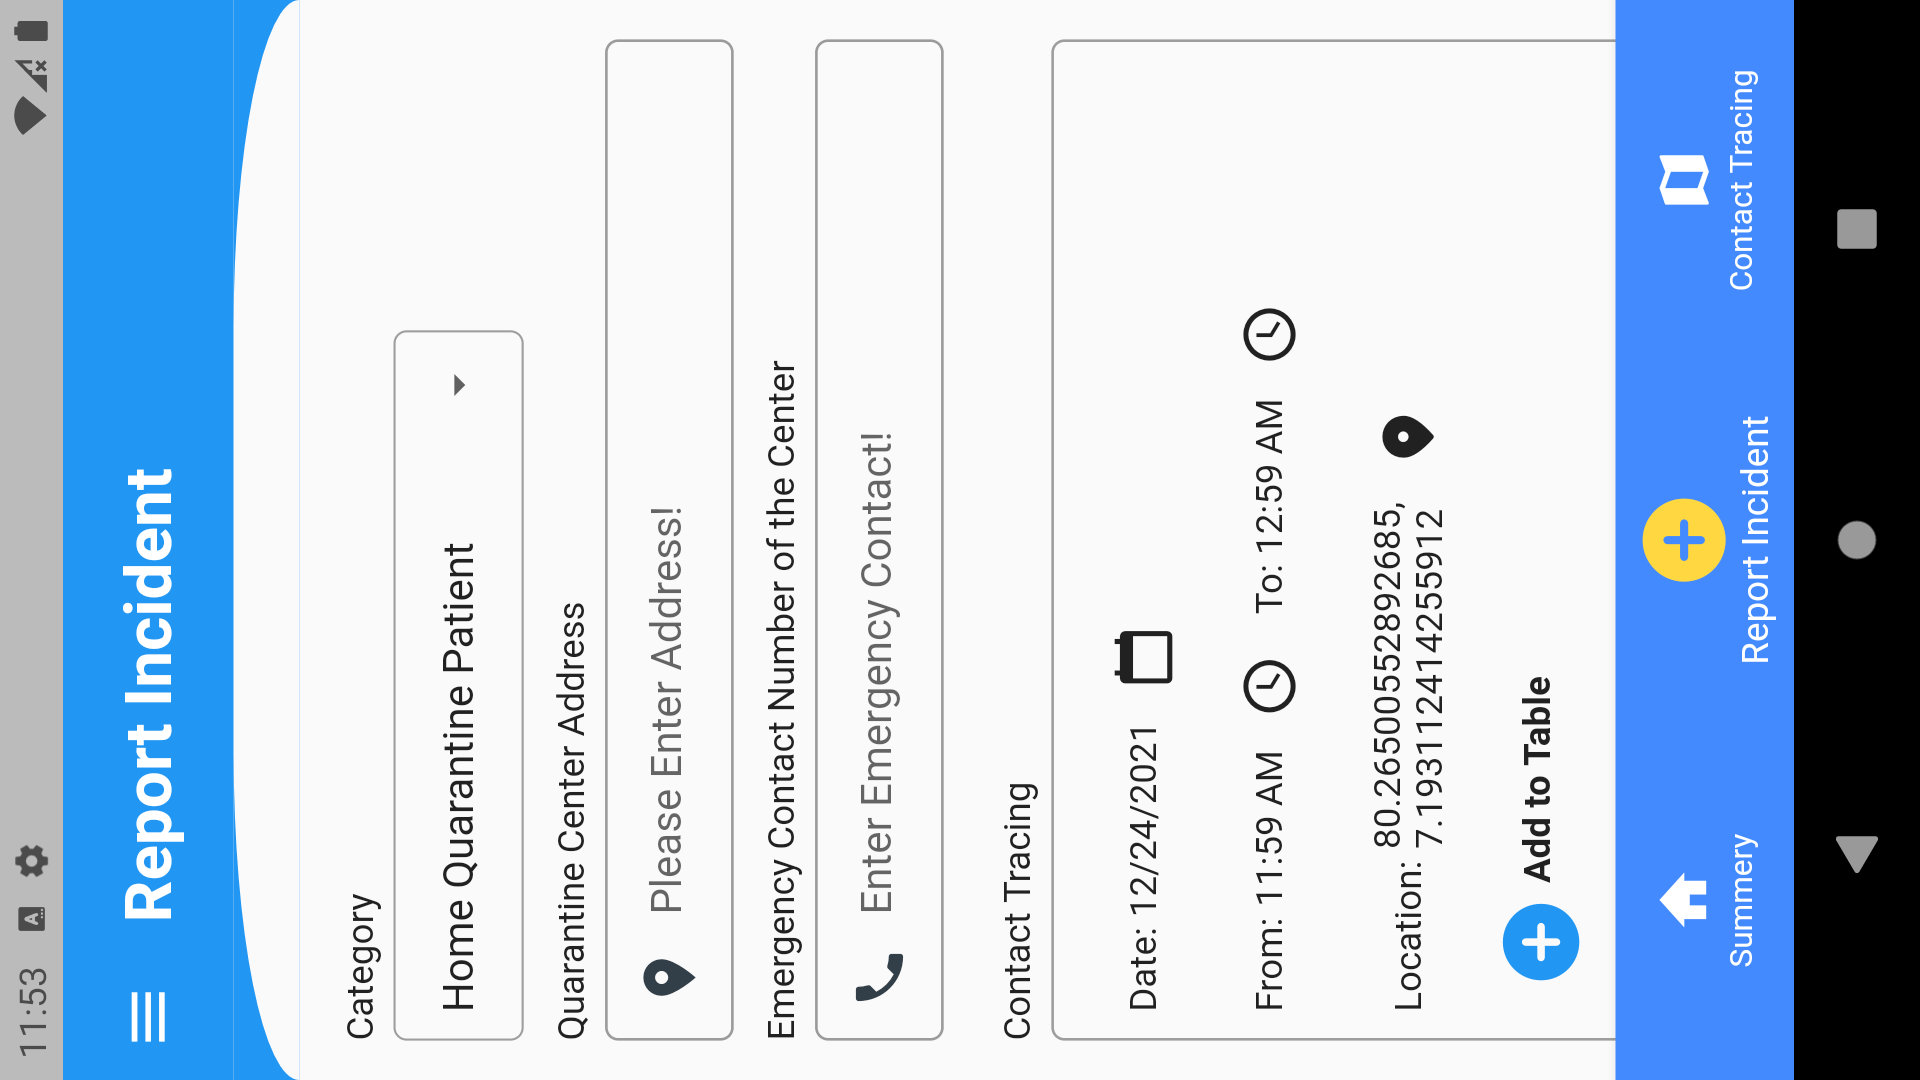 11:53
Report Incident
Category
Home Quarantine Patient
Quarantine Center Address
Please Enter Address!
Emergency Contact Number of the Center
Enter Emergency Contact!
Contact Tracing
Date: 12/24/2021
From: 11:59 AM To: 12:59 AM
Location: 80.26500552892685,
7.193112414255912
Add to Table
Summery
Report Incident
Contact Tracing